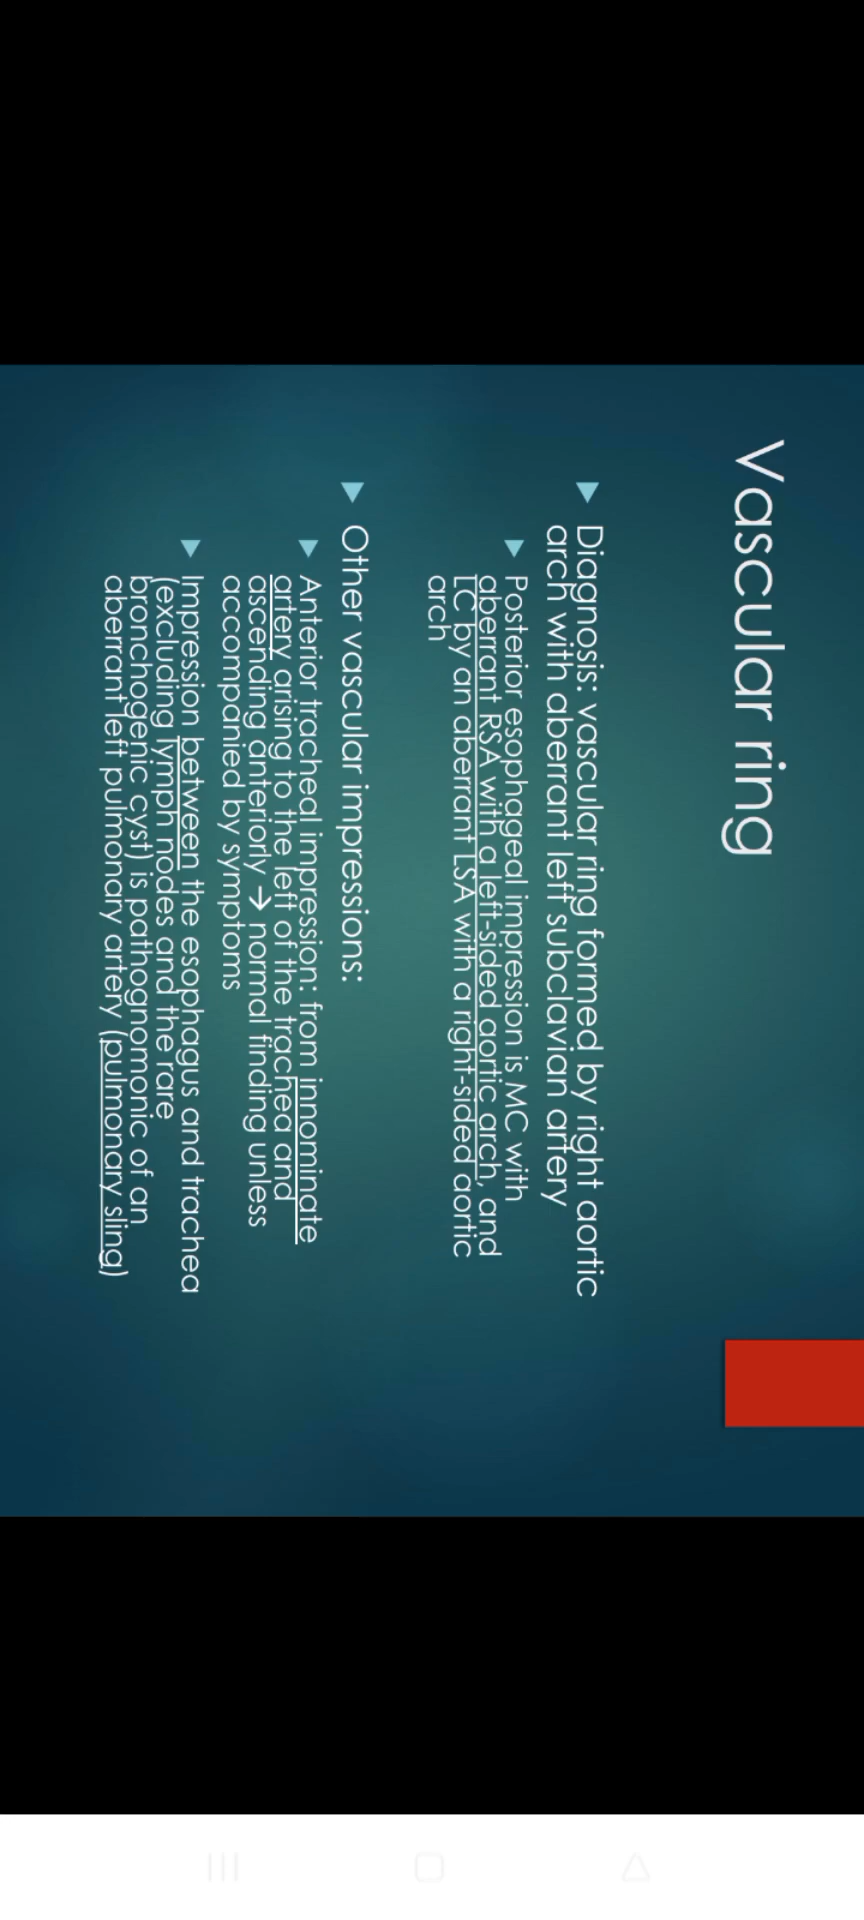 Vascular ring
Diagnosis: vascular ring formed by right aortic
arch with aberrant left subclavian artery
Posterior esophageal impression is MC with
aberrant RSA with a left-sided aortic arch, and
LC by an aberrant LSA with a right-sided aortic
arch
Other vascular impressions:
Anterior tracheal impression: from innominate
artery arising to the left of the trachea and
ascending anteriorly → normal finding unless
accompanied by symptoms
Impression between the esophagus and trachea
(excluding lymph nodes and the rare
bronchogenic cyst) is pathognomonic of an
aberrant left pulmonary artery (pulmonary sling)